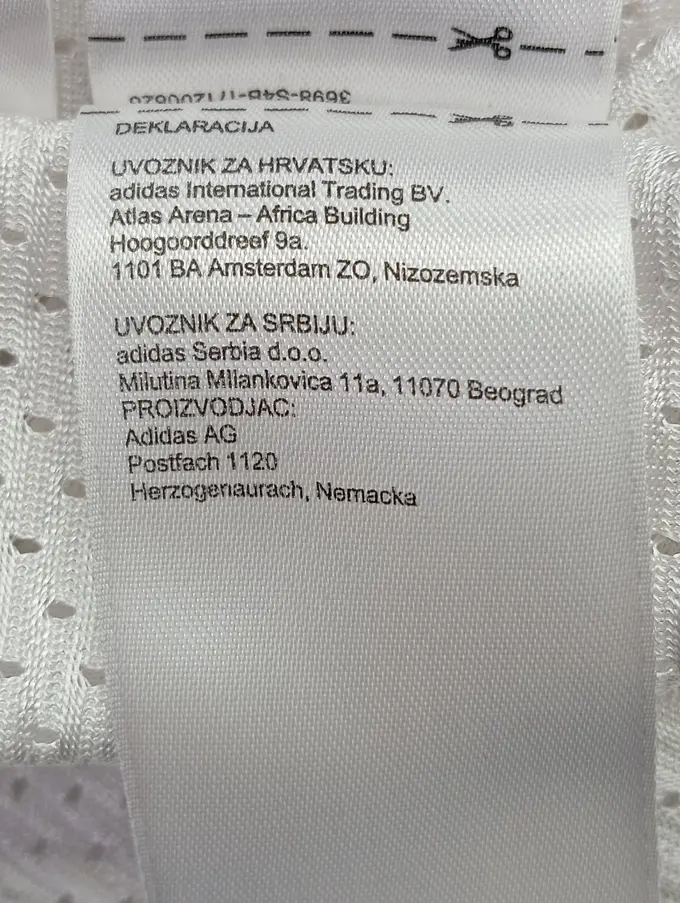 DEKLARACIJA
UVOZNIK ZA HRVATSKU:
adidas International Trading BV.
Atlas Arena – Africa Building
Hoogoorddreef 9a.
1101 BA Amsterdam ZO, Nizozemska
UVOZNIK ZA SRBIJU:
adidas Serbia d.o.o.
Milutina Milankovica 11a, 11070 Beograd
PROIZVODJAC:
Adidas AG
Postfach 1120
Herzogenaurach, Nemacka